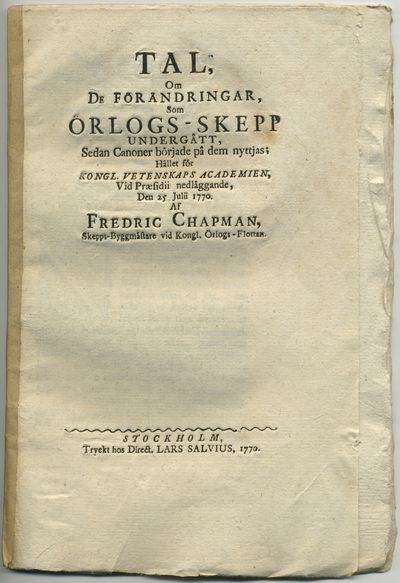 TAL,
Om
DE FÖRÄNDRINGAR,
Som
ÖRLOGS-SKEPP
UNDERGÅTT,
Sedan Canoner började på dem nyttjas;
Hållet för
KONGL. VETENSKAPS ACADEMIEN,
Vid Præsidii nedläggande,
Den 25 Julii 1770.
Af
FREDRIC CHAPMAN,
Skepps-Byggmästare vid Kongl. Örlogs-Flottan.
STOCKHOLM,
Tryckt hos Direct. LARS SALVIUS, 1770.